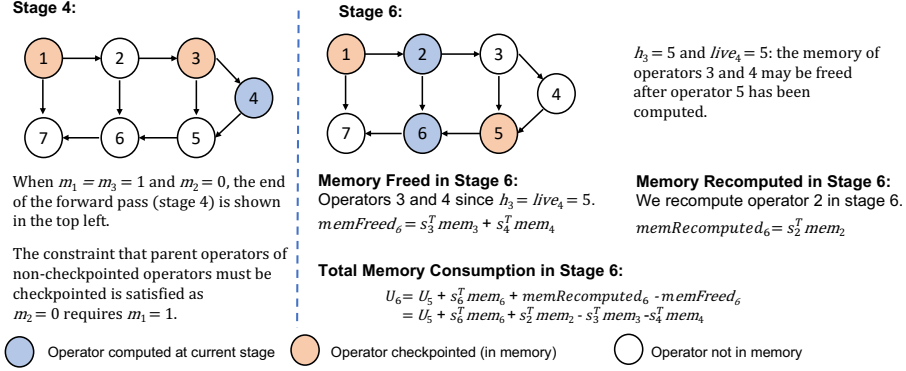 Stage 4:
1
2
3
4
7
6
5
When m₁ = m₃ = 1 and m₂ = 0, the end
of the forward pass (stage 4) is shown
in the top left.
The constraint that parent operators of
non-checkpointed operators must be
checkpointed is satisfied as
m₂ = 0 requires m₁ = 1.
Stage 6:
1
2
3
4
7
6
5
h₃ = 5 and live₄ = 5: the memory of
operators 3 and 4 may be freed
after operator 5 has been
computed.
Memory Freed in Stage 6:
Operators 3 and 4 since h₃ = live₄ = 5.
memFreed₆ = s₃ᵀ mem₃ + s₄ᵀ mem₄
Memory Recomputed in Stage 6:
We recompute operator 2 in stage 6.
memRecomputed₆ = s₂ᵀ mem₂
Total Memory Consumption in Stage 6:
U₆ = U₅ + s₆ᵀ mem₆ + memRecomputed₆ - memFreed₆
= U₅ + s₆ᵀ mem₆ + s₂ᵀ mem₂ - s₃ᵀ mem₃ - s₄ᵀ mem₄
Operator computed at current stage
Operator checkpointed (in memory)
Operator not in memory